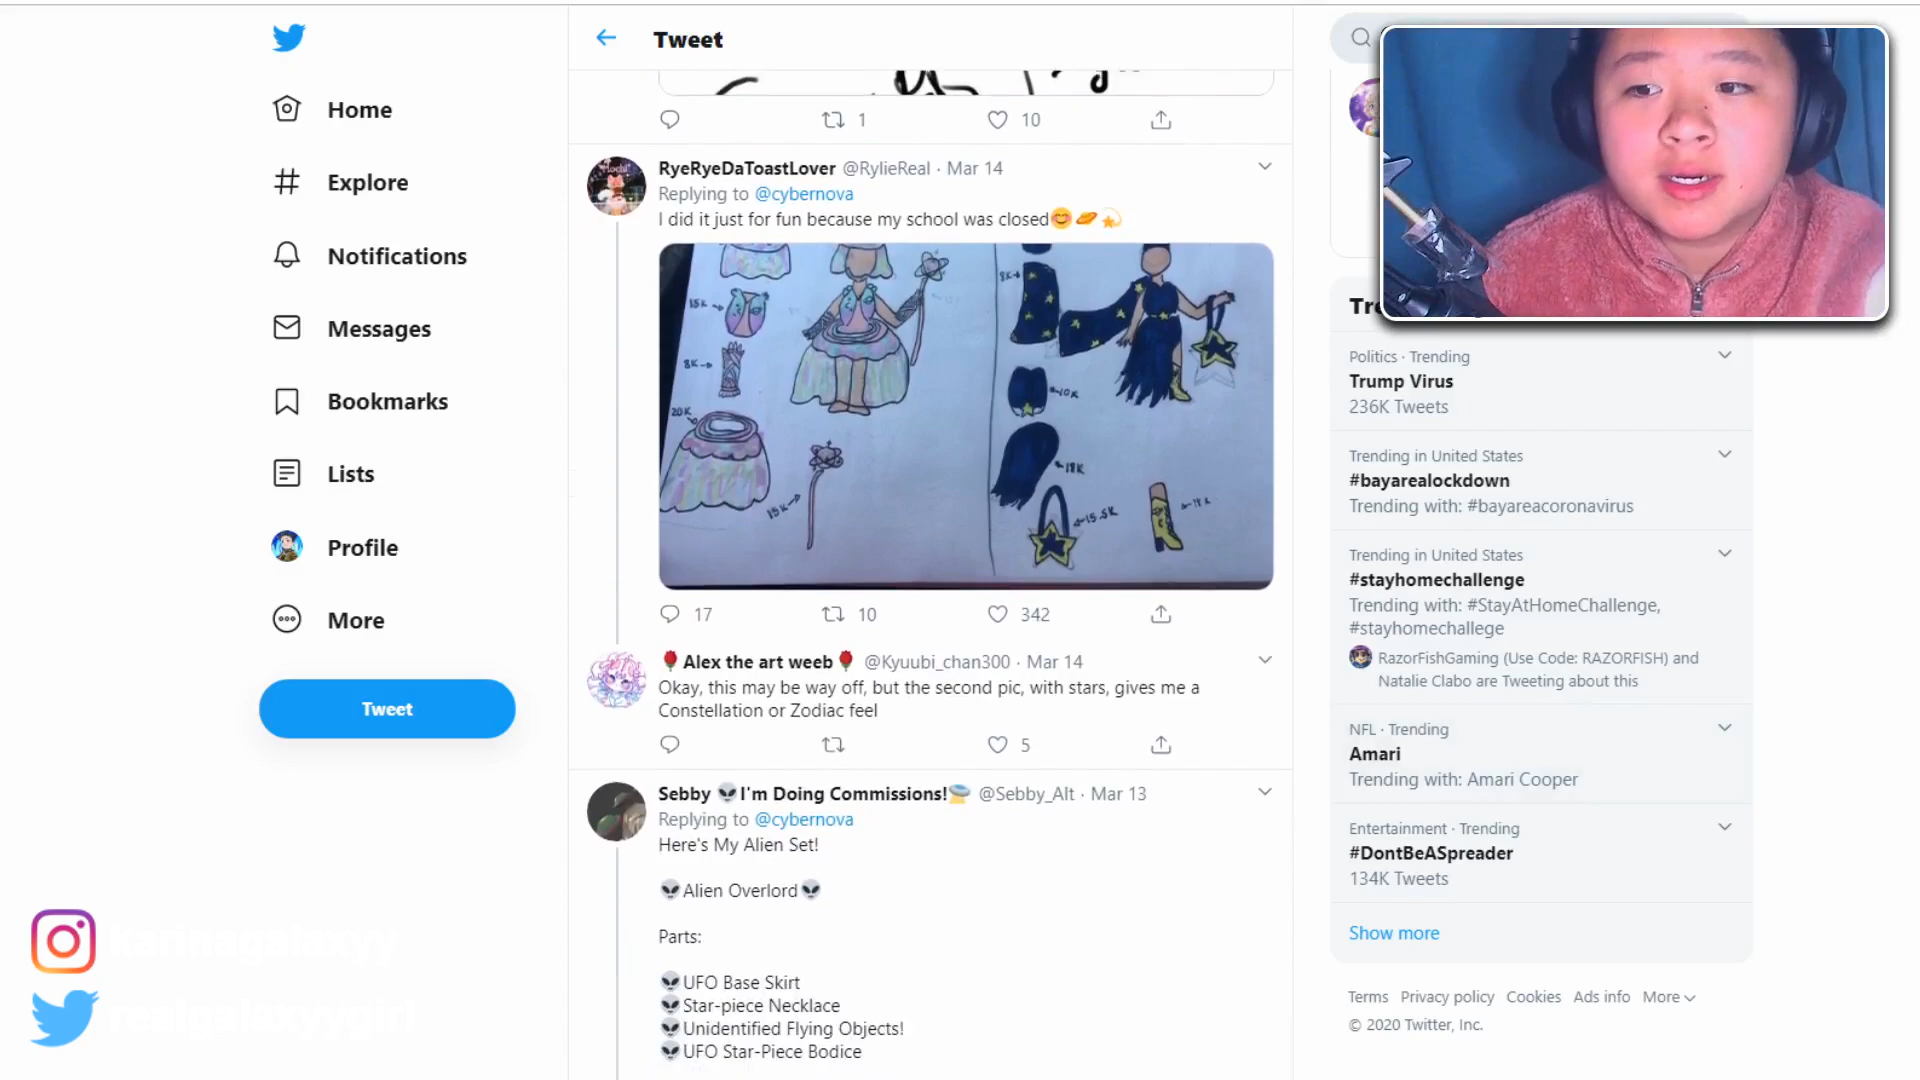 Home
Explore
Notifications
Messages
Bookmarks
Lists
Profile
More
Tweet
realgalaxyygirl
Tweet
1
10
RyeRyeDaToastLover @RylieReal · Mar 14
Replying to @cybernova
I did it just for fun because my school was closed
15K
8K
20K
15K
8K
10K
18K
15.5K
17
10
342
Alex the art weeb @Kyuubi_chan300 · Mar 14
Okay, this may be way off, but the second pic, with stars, gives me a
Constellation or Zodiac feel
5
Sebby I'm Doing Commissions! @Sebby_Alt · Mar 13
Replying to @cybernova
Here's My Alien Set!
Alien Overlord
Parts:
UFO Base Skirt
Star-piece Necklace
Unidentified Flying Objects!
UFO Star-Piece Bodice
Politics · Trending
Trump Virus
236K Tweets
Trending in United States
#bayarealockdown
Trending with: #bayareacoronavirus
Trending in United States
#stayhomechallenge
Trending with: #StayAtHomeChallenge,
#stayhomechallege
RazorFishGaming (Use Code: RAZORFISH) and
Natalie Clabo are Tweeting about this
NFL · Trending
Amari
Trending with: Amari Cooper
Entertainment · Trending
#DontBeASpreader
134K Tweets
Show more
Terms Privacy policy Cookies Ads info More
© 2020 Twitter, Inc.